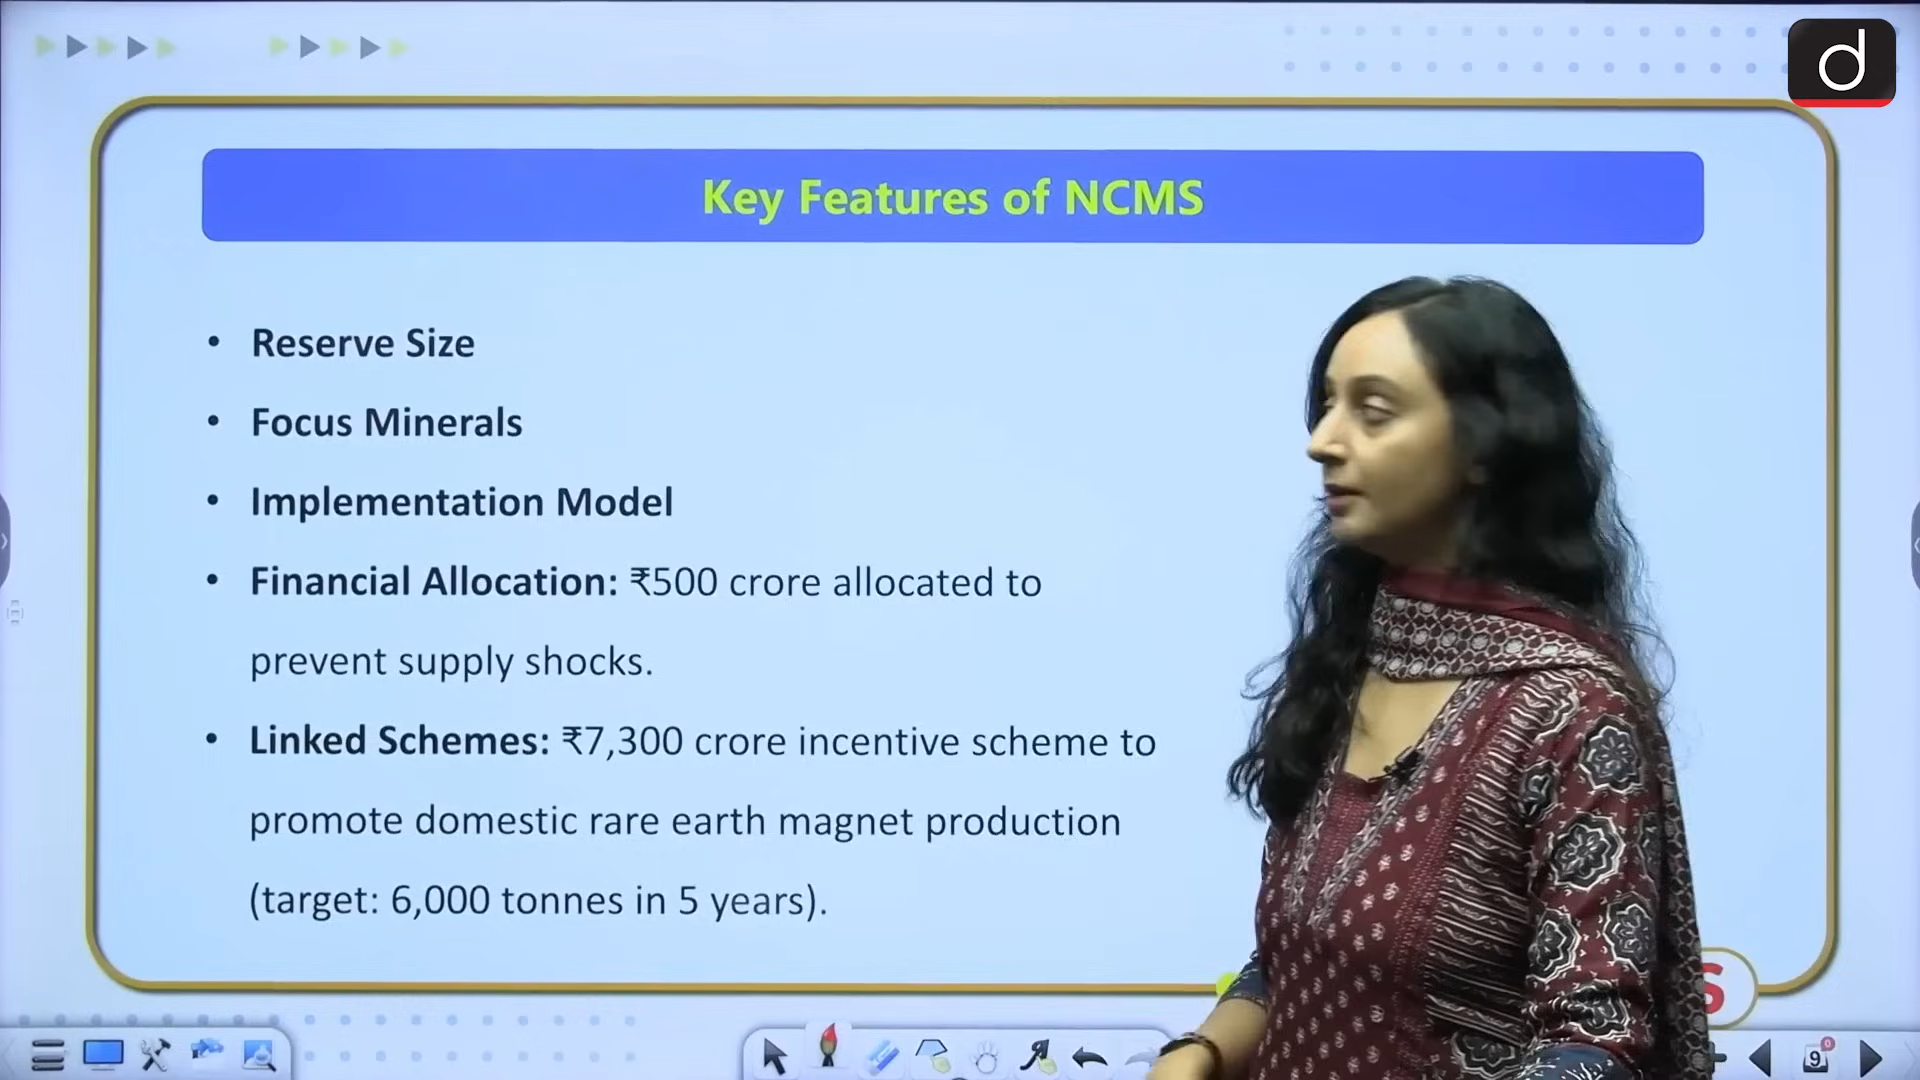 d
Key Features of NCMS
• Reserve Size
• Focus Minerals
• Implementation Model
• Financial Allocation: ₹500 crore allocated to
prevent supply shocks.
• Linked Schemes: ₹7,300 crore incentive scheme to
promote domestic rare earth magnet production
(target: 6,000 tonnes in 5 years).
S
9
0